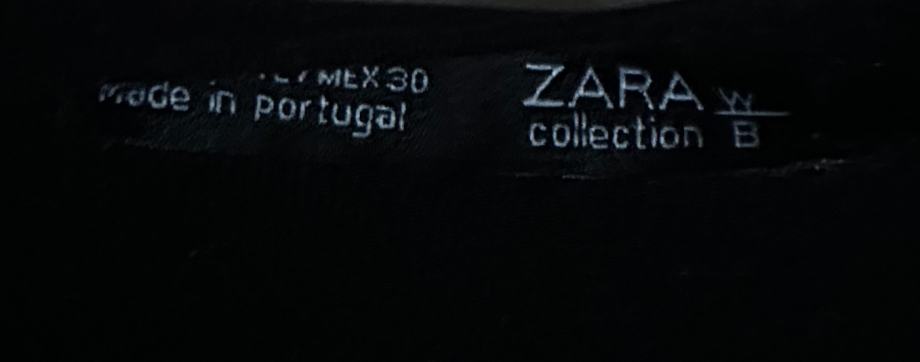 MEX 30
made in portugal
ZARA W
collection B